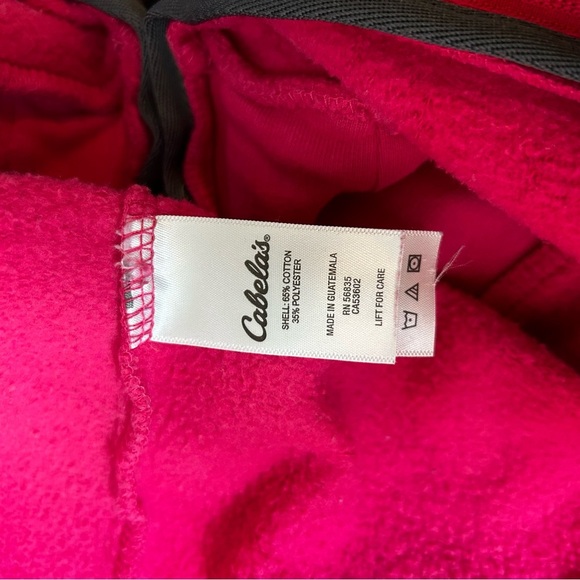 Cabela's®
SHELL: 65% COTTON
35% POLYESTER
MADE IN GUATEMALA
RN 56835
CA53602
LIFT FOR CARE